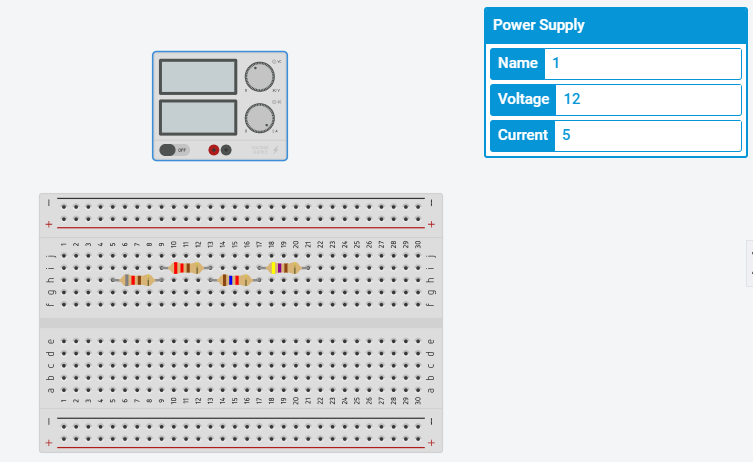 Power Supply
Name 1
Voltage 12
Current 5
OFF
− −
+ +
1 2 3 4 5 6 7 8 9 10 11 12 13 14 15 16 17 18 19 20 21 22 23 24 25 26 27 28 29 30
j j
i i
h h
g g
f f
e e
d d
c c
b b
a a
1 2 3 4 5 6 7 8 9 10 11 12 13 14 15 16 17 18 19 20 21 22 23 24 25 26 27 28 29 30
− −
+ +